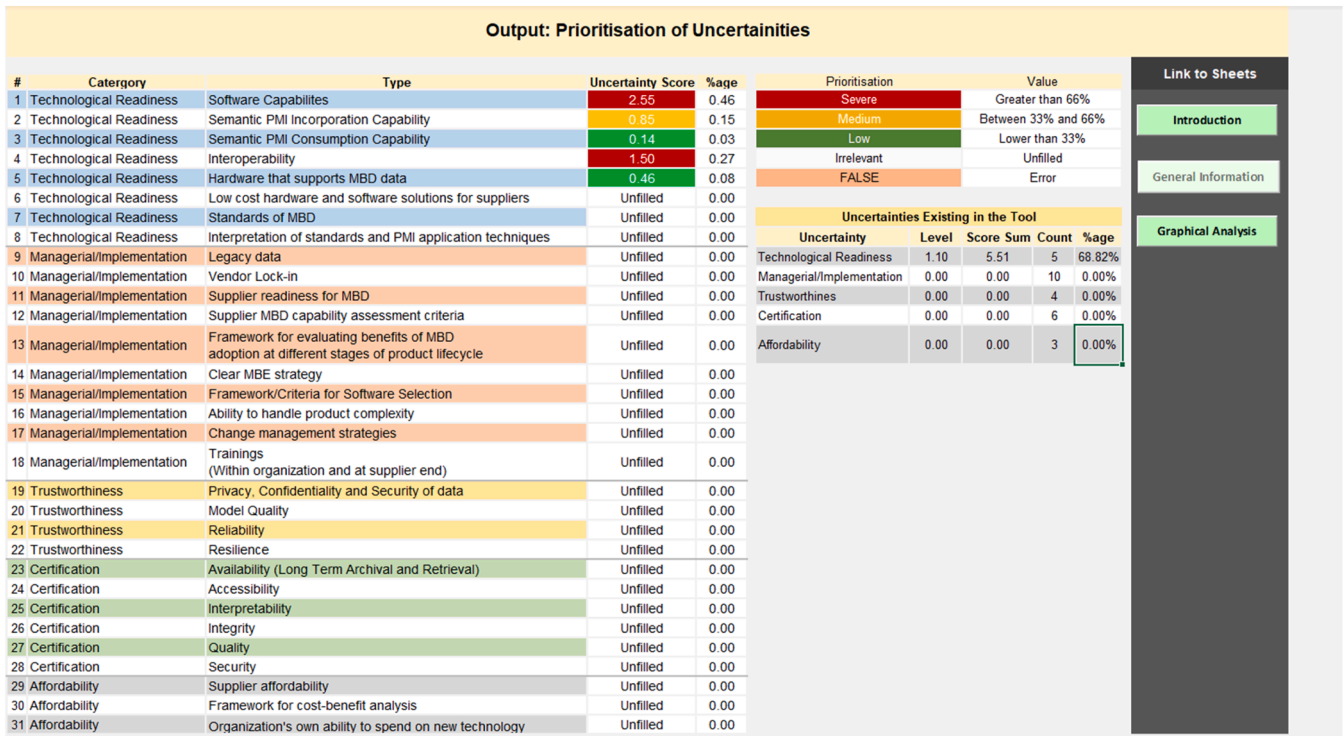 Output: Prioritisation of Uncertainities
# Catergory Type Uncertainty Score %age
1 Technological Readiness Software Capabilites 2.55 0.46
2 Technological Readiness Semantic PMI Incorporation Capability 0.85 0.15
3 Technological Readiness Semantic PMI Consumption Capability 0.14 0.03
4 Technological Readiness Interoperability 1.50 0.27
5 Technological Readiness Hardware that supports MBD data 0.46 0.08
6 Technological Readiness Low cost hardware and software solutions for suppliers Unfilled 0.00
7 Technological Readiness Standards of MBD Unfilled 0.00
8 Technological Readiness Interpretation of standards and PMI application techniques Unfilled 0.00
9 Managerial/Implementation Legacy data Unfilled 0.00
10 Managerial/Implementation Vendor Lock-in Unfilled 0.00
11 Managerial/Implementation Supplier readiness for MBD Unfilled 0.00
12 Managerial/Implementation Supplier MBD capability assessment criteria Unfilled 0.00
13 Managerial/Implementation Framework for evaluating benefits of MBD
adoption at different stages of product lifecycle Unfilled 0.00
14 Managerial/Implementation Clear MBE strategy Unfilled 0.00
15 Managerial/Implementation Framework/Criteria for Software Selection Unfilled 0.00
16 Managerial/Implementation Ability to handle product complexity Unfilled 0.00
17 Managerial/Implementation Change management strategies Unfilled 0.00
18 Managerial/Implementation Trainings
(Within organization and at supplier end) Unfilled 0.00
19 Trustworthiness Privacy, Confidentiality and Security of data Unfilled 0.00
20 Trustworthiness Model Quality Unfilled 0.00
21 Trustworthiness Reliability Unfilled 0.00
22 Trustworthiness Resilience Unfilled 0.00
23 Certification Availability (Long Term Archival and Retrieval) Unfilled 0.00
24 Certification Accessibility Unfilled 0.00
25 Certification Interpretability Unfilled 0.00
26 Certification Integrity Unfilled 0.00
27 Certification Quality Unfilled 0.00
28 Certification Security Unfilled 0.00
29 Affordability Supplier affordability Unfilled 0.00
30 Affordability Framework for cost-benefit analysis Unfilled 0.00
31 Affordability Organization's own ability to spend on new technology Unfilled 0.00
Prioritisation Value
Severe Greater than 66%
Medium Between 33% and 66%
Low Lower than 33%
Irrelevant Unfilled
FALSE Error
Uncertainties Existing in the Tool
Uncertainty Level Score Sum Count %age
Technological Readiness 1.10 5.51 5 68.82%
Managerial/Implementation 0.00 0.00 10 0.00%
Trustworthines 0.00 0.00 4 0.00%
Certification 0.00 0.00 6 0.00%
Affordability 0.00 0.00 3 0.00%
Link to Sheets
Introduction
General Information
Graphical Analysis